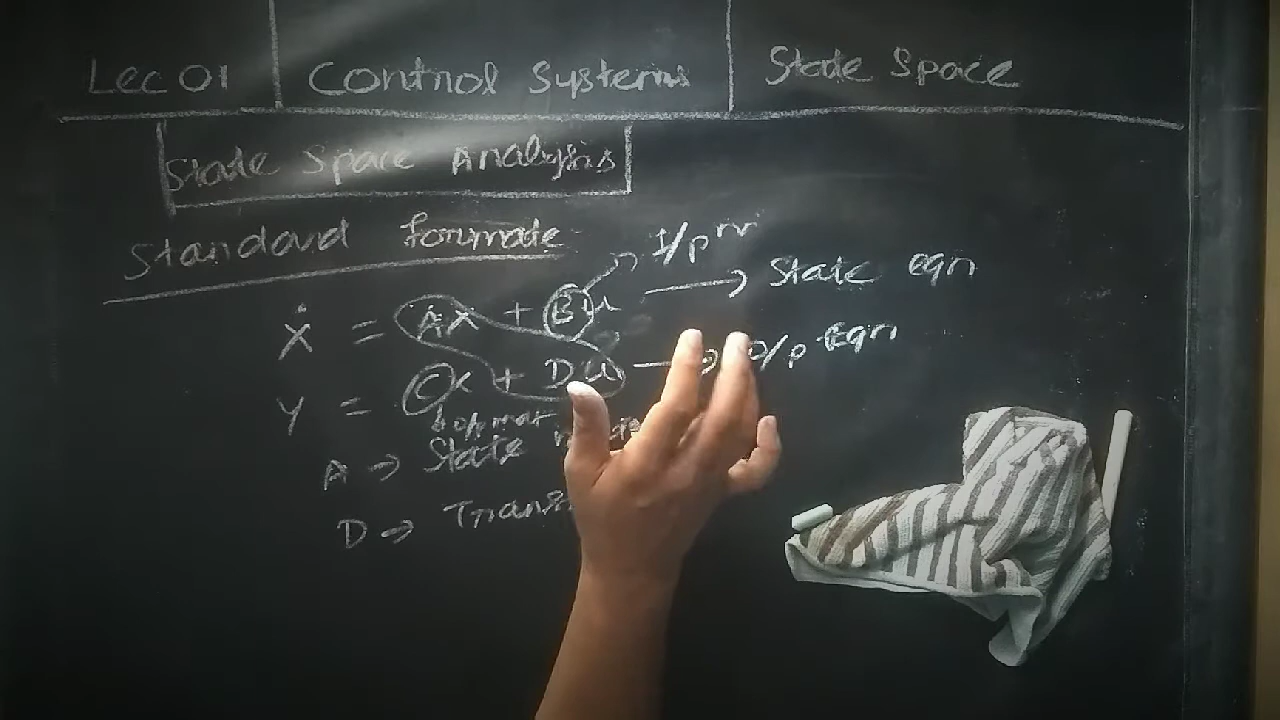 Lec 01 Control Systems State Space
State Space Analysis
Standard Formate
I/p m
Ẋ = AX + BU → State eqn
Y = CX + DU → O/p Eqn
o/p mat
A → State
D → Trans